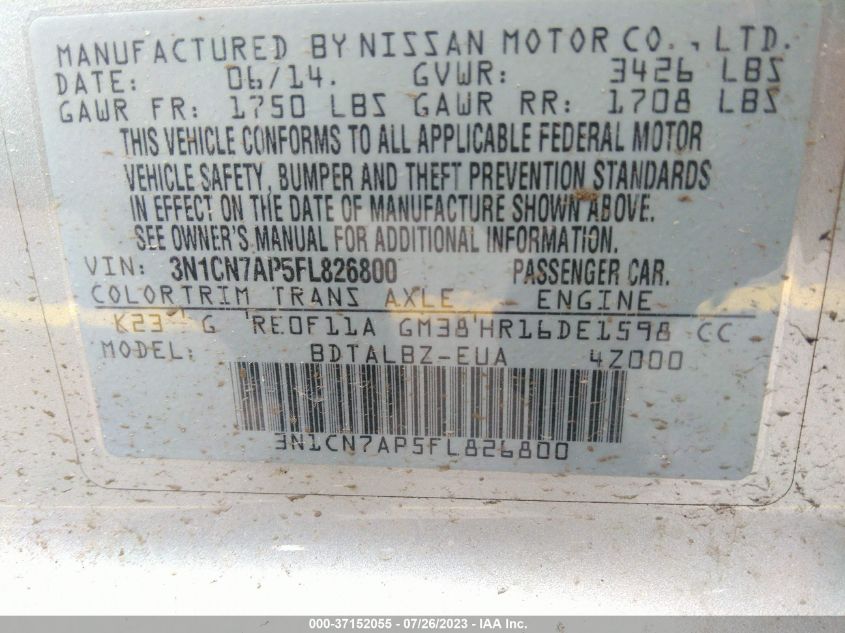 MANUFACTURED BY NISSAN MOTOR CO., LTD.
DATE: 06/14. GVWR: 3426 LBS
GAWR FR: 1750 LBS GAWR RR: 1708 LBS
THIS VEHICLE CONFORMS TO ALL APPLICABLE FEDERAL MOTOR
VEHICLE SAFETY, BUMPER AND THEFT PREVENTION STANDARDS
IN EFFECT ON THE DATE OF MANUFACTURE SHOWN ABOVE.
SEE OWNER'S MANUAL FOR ADDITIONAL INFORMATION.
VIN: 3N1CN7AP5FL826800 PASSENGER CAR.
COLOR TRIM TRANS AXLE ENGINE
K23 G RE0F11A GM38 HR16DE1598 CC
MODEL: BDTALBZ-EUA 4Z000
3N1CN7AP5FL826800
000-37152055 - 07/26/2023 - IAA Inc.